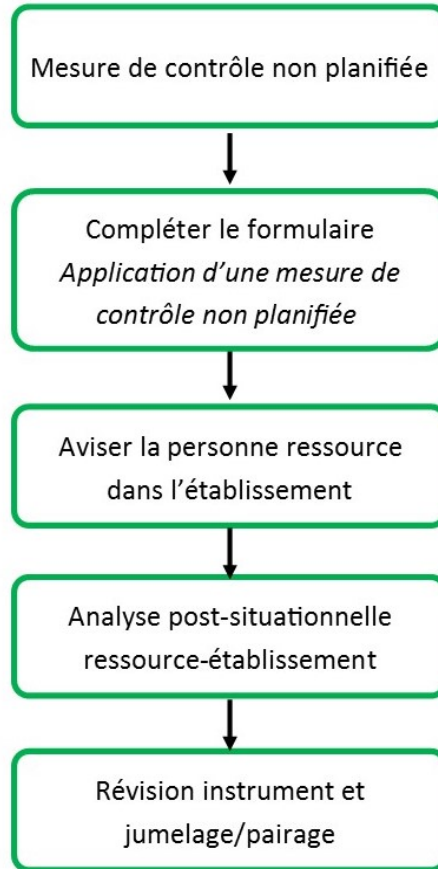 Mesure de contrôle non planifiée
Compléter le formulaire
Application d’une mesure de
contrôle non planifiée
Aviser la personne ressource
dans l’établissement
Analyse post-situationnelle
ressource-établissement
Révision instrument et
jumelage/pairage